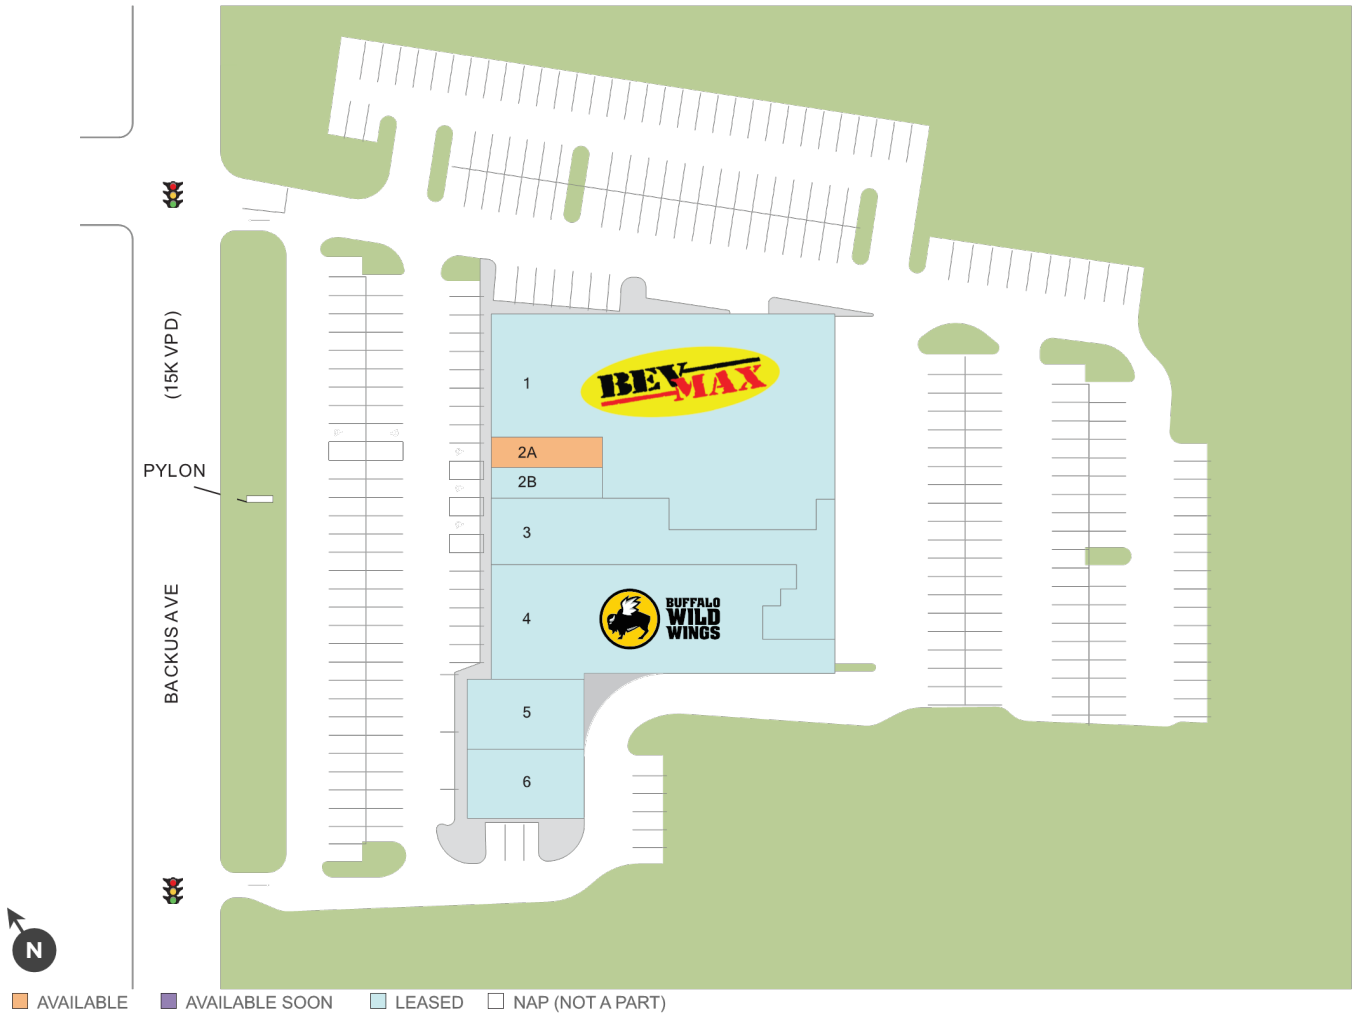 1
BEV
MAX
2A
2B
(15K VPD)
PYLON
3
4
BUFFALO
WILD
WINGS
BACKUS AVE
5
6
N
AVAILABLE
AVAILABLE SOON
LEASED
NAP (NOT A PART)